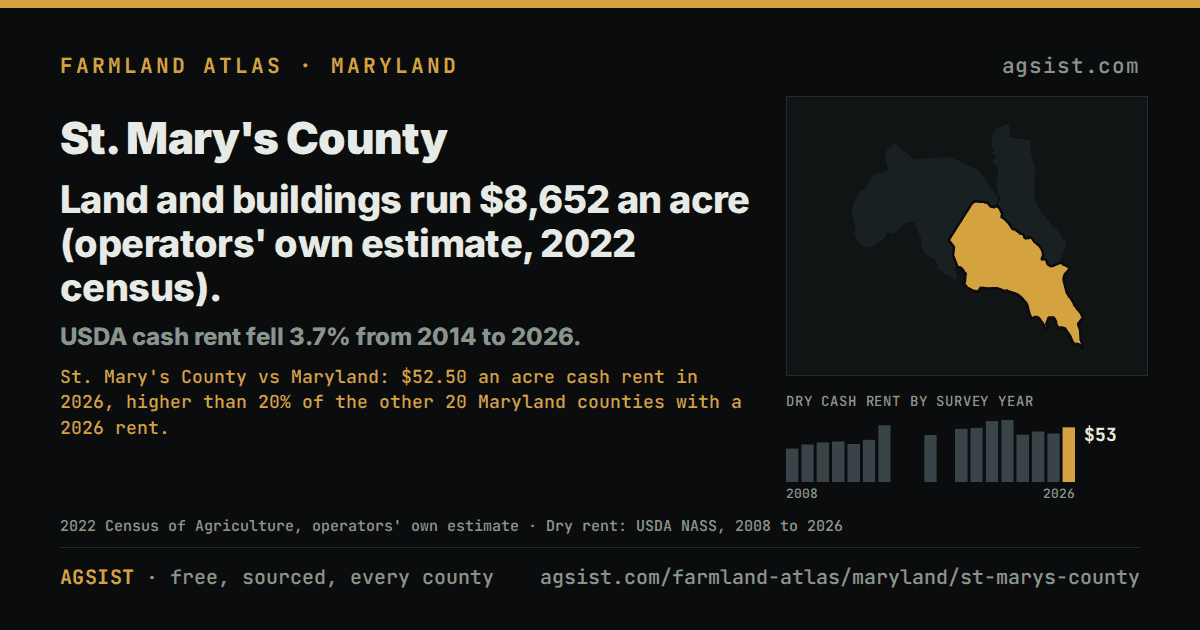 FARMLAND ATLAS · MARYLAND
agsist.com
St. Mary's County
Land and buildings run $8,652 an acre
(operators' own estimate, 2022
census).
USDA cash rent fell 3.7% from 2014 to 2026.
St. Mary's County vs Maryland: $52.50 an acre cash rent in
2026, higher than 20% of the other 20 Maryland counties with a
2026 rent.
DRY CASH RENT BY SURVEY YEAR
$53
2008
2026
2022 Census of Agriculture, operators' own estimate · Dry rent: USDA NASS, 2008 to 2026
AGSIST · free, sourced, every county
agsist.com/farmland-atlas/maryland/st-marys-county